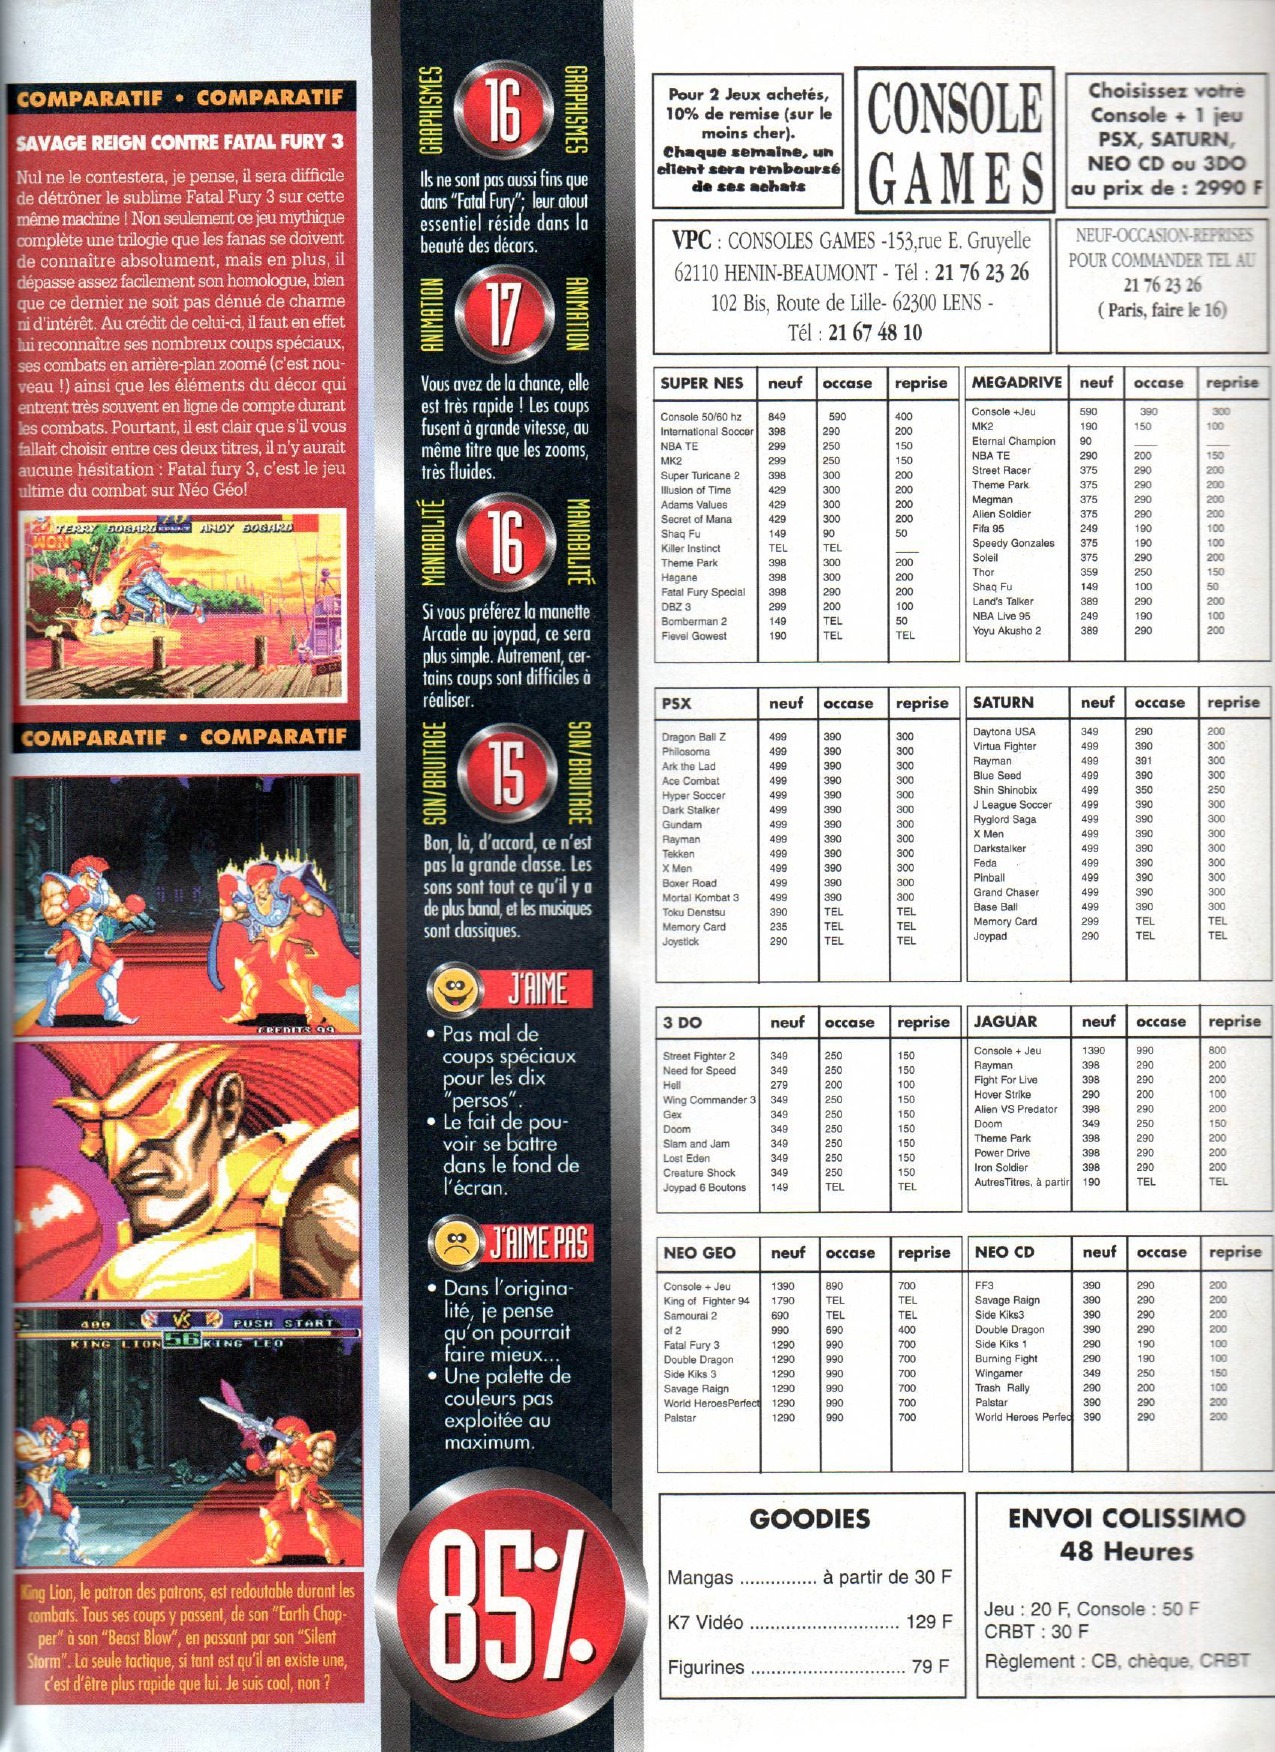 COMPARATIF • COMPARATIF
SAVAGE REIGN CONTRE FATAL FURY 3
Nul ne le contestera, je pense, il sera difficile
de détrôner le sublime Fatal Fury 3 sur cette
même machine ! Non seulement ce jeu mythique
complète une trilogie que les fanas se doivent
de connaître absolument, mais en plus, il
dépasse assez facilement son homologue, bien
que ce dernier ne soit pas dénué de charme
ni d'intérêt. Au crédit de celui-ci, il faut en effet
lui reconnaître ses nombreux coups spéciaux,
ses combats en arrière-plan zoomé (c'est nou-
veau !) ainsi que les éléments du décor qui
entrent très souvent en ligne de compte durant
les combats. Pourtant, il est clair que s'il vous
fallait choisir entre ces deux titres, il n'y aurait
aucune hésitation : Fatal fury 3, c'est le jeu
ultime du combat sur Néo Géo!
TERRY BOGARD ANDY BOGARD
WON
COMPARATIF • COMPARATIF
CREDITS 99
400 VS PUSH START
KING LION 56 KING LEO
King Lion, le patron des patrons, est redoutable durant les
combats. Tous ses coups y passent, de son "Earth Chop-
per" à son "Beast Blow", en passant par son "Silent
Storm". La seule tactique, si tant est qu'il en existe une,
c'est d'être plus rapide que lui. Je suis cool, non ?
GRAPHISMES 16 GRAPHISMES
Ils ne sont pas aussi fins que
dans "Fatal Fury"; leur atout
essentiel réside dans la
beauté des décors.
ANIMATION 17 ANIMATION
Vous avez de la chance, elle
est très rapide ! Les coups
fusent à grande vitesse, au
même titre que les zooms,
très fluides.
MANIABILITÉ 16 MANIABILITÉ
Si vous préférez la manette
Arcade au joypad, ce sera
plus simple. Autrement, cer-
tains coups sont difficiles à
réaliser.
SON/BRUITAGE 15 SON/BRUITAGE
Bon, là, d'accord, ce n'est
pas la grande classe. Les
sons sont tout ce qu'il y a
de plus banal, et les musiques
sont classiques.
J'AIME
• Pas mal de
coups spéciaux
pour les dix
"persos".
• Le fait de pou-
voir se battre
dans le fond de
l'écran.
J'AIME PAS
• Dans l'origina-
lité, je pense
qu'on pourrait
faire mieux...
• Une palette de
couleurs pas
exploitée au
maximum.
85%
Pour 2 Jeux achetés,
10% de remise (sur le
moins cher).
Chaque semaine, un
client sera remboursé
de ses achats
CONSOLE
GAMES
Choisissez votre
Console + 1 jeu
PSX, SATURN,
NEO CD ou 3DO
au prix de : 2990 F
VPC : CONSOLES GAMES -153,rue E. Gruyelle
62110 HENIN-BEAUMONT - Tél : 21 76 23 26
102 Bis, Route de Lille- 62300 LENS -
Tél : 21 67 48 10
NEUF-OCCASION-REPRISES
POUR COMMANDER TEL AU
21 76 23 26
( Paris, faire le 16)
SUPER NES neuf occase reprise
Console 50/60 hz 849 590 400
International Soccer 398 290 200
NBA TE 299 250 150
MK2 299 250 150
Super Turicane 2 398 300 200
Illusion of Time 429 300 200
Adams Values 429 300 200
Secret of Mana 429 300 200
Shaq Fu 149 90 50
Killer Instinct TEL TEL ___
Theme Park 398 300 200
Hagane 398 300 200
Fatal Fury Special 398 290 200
DBZ 3 299 200 100
Bomberman 2 149 TEL 50
Fievel Gowest 190 TEL TEL
MEGADRIVE neuf occase reprise
Console +Jeu 590 390 300
MK2 190 150 100
Eternal Champion 90 ___ ___
NBA TE 290 200 150
Street Racer 375 290 200
Theme Park 375 290 200
Megman 375 290 200
Alien Soldier 375 290 200
Fifa 95 249 190 100
Speedy Gonzales 375 190 100
Soleil 375 290 200
Thor 359 250 150
Shaq Fu 149 100 50
Land's Talker 389 290 200
NBA Live 95 249 190 100
Yoyu Akusho 2 389 290 200
PSX neuf occase reprise
Dragon Ball Z 499 390 300
Philosoma 499 390 300
Ark the Lad 499 390 300
Ace Combat 499 390 300
Hyper Soccer 499 390 300
Dark Stalker 499 390 300
Gundam 499 390 300
Rayman 499 390 300
Tekken 499 390 300
X Men 499 390 300
Boxer Road 499 390 300
Mortal Kombat 3 499 390 300
Toku Denstsu 390 TEL TEL
Memory Card 235 TEL TEL
Joystick 290 TEL TEL
SATURN neuf occase reprise
Daytona USA 349 290 200
Virtua Fighter 499 390 300
Rayman 499 391 300
Blue Seed 499 390 300
Shin Shinobix 499 350 250
J League Soccer 499 390 300
Ryglord Saga 499 390 300
X Men 499 390 300
Darkstalker 499 390 300
Feda 499 390 300
Pinball 499 390 300
Grand Chaser 499 390 300
Base Ball 499 390 300
Memory Card 299 TEL TEL
Joypad 290 TEL TEL
3 DO neuf occase reprise
Street Fighter 2 349 250 150
Need for Speed 349 250 150
Hell 279 200 100
Wing Commander 3 349 250 150
Gex 349 250 150
Doom 349 250 150
Slam and Jam 349 250 150
Lost Eden 349 250 150
Creature Shock 349 250 150
Joypad 6 Boutons 149 TEL TEL
JAGUAR neuf occase reprise
Console + Jeu 1390 990 800
Rayman 398 290 200
Fight For Live 398 290 200
Hover Strike 290 200 100
Alien VS Predator 398 290 200
Doom 349 250 150
Theme Park 398 290 200
Power Drive 398 290 200
Iron Soldier 398 290 200
AutresTitres, à partir 190 TEL TEL
NEO GEO neuf occase reprise
Console + Jeu 1390 890 700
King of Fighter 94 1790 TEL TEL
Samourai 2 690 TEL TEL
of 2 990 690 400
Fatal Fury 3 1290 990 700
Double Dragon 1290 990 700
Side Kiks 3 1290 990 700
Savage Raign 1290 990 700
World HeroesPerfect 1290 990 700
Palstar 1290 990 700
NEO CD neuf occase reprise
FF3 390 290 200
Savage Raign 390 290 200
Side Kiks3 390 290 200
Double Dragon 390 290 200
Side Kiks 1 290 190 100
Burning Fight 290 190 100
Wingamer 349 250 150
Trash Rally 290 200 100
Palstar 390 290 200
World Heroes Perfec 390 290 200
GOODIES
Mangas ............... à partir de 30 F
K7 Vidéo ............................. 129 F
Figurines .............................. 79 F
ENVOI COLISSIMO
48 Heures
Jeu : 20 F, Console : 50 F
CRBT : 30 F
Règlement : CB, chèque, CRBT